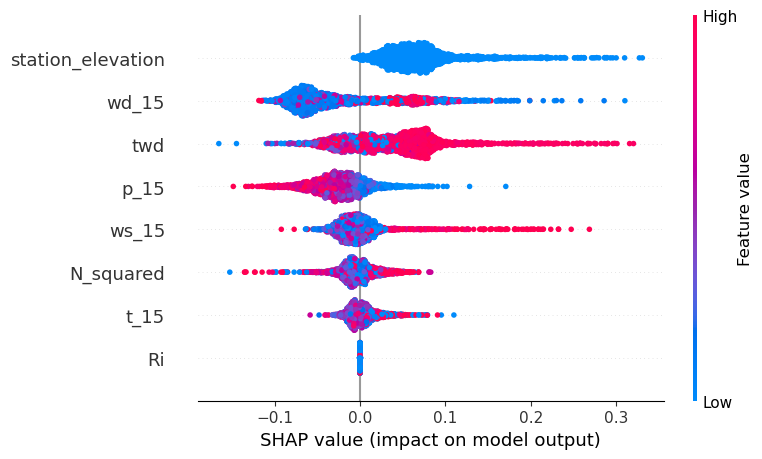 High
station_elevation
wd_15
twd
p_15
ws_15
N_squared
t_15
Ri
Feature value
Low
−0.1 0.0 0.1 0.2 0.3
SHAP value (impact on model output)